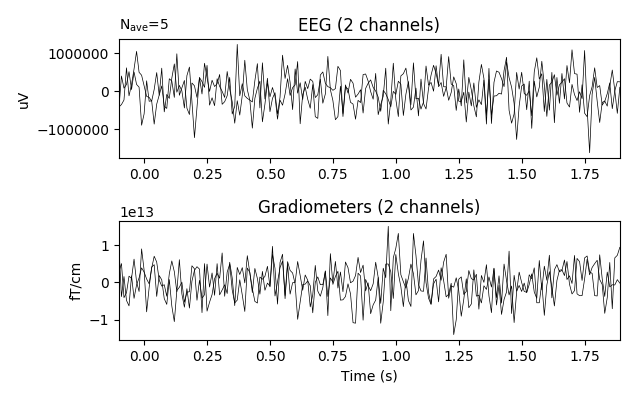 N_ave=5
EEG (2 channels)
1000000
0
−1000000
uV
0.00 0.25 0.50 0.75 1.00 1.25 1.50 1.75
1e13
Gradiometers (2 channels)
1
0
−1
fT/cm
0.00 0.25 0.50 0.75 1.00 1.25 1.50 1.75
Time (s)